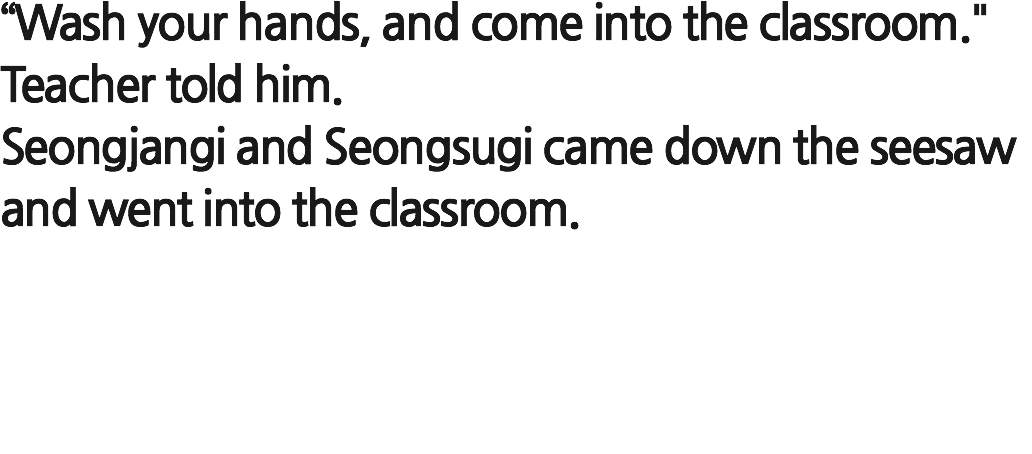 “Wash your hands, and come into the classroom."
Teacher told him.
Seongjangi and Seongsugi came down the seesaw
and went into the classroom.